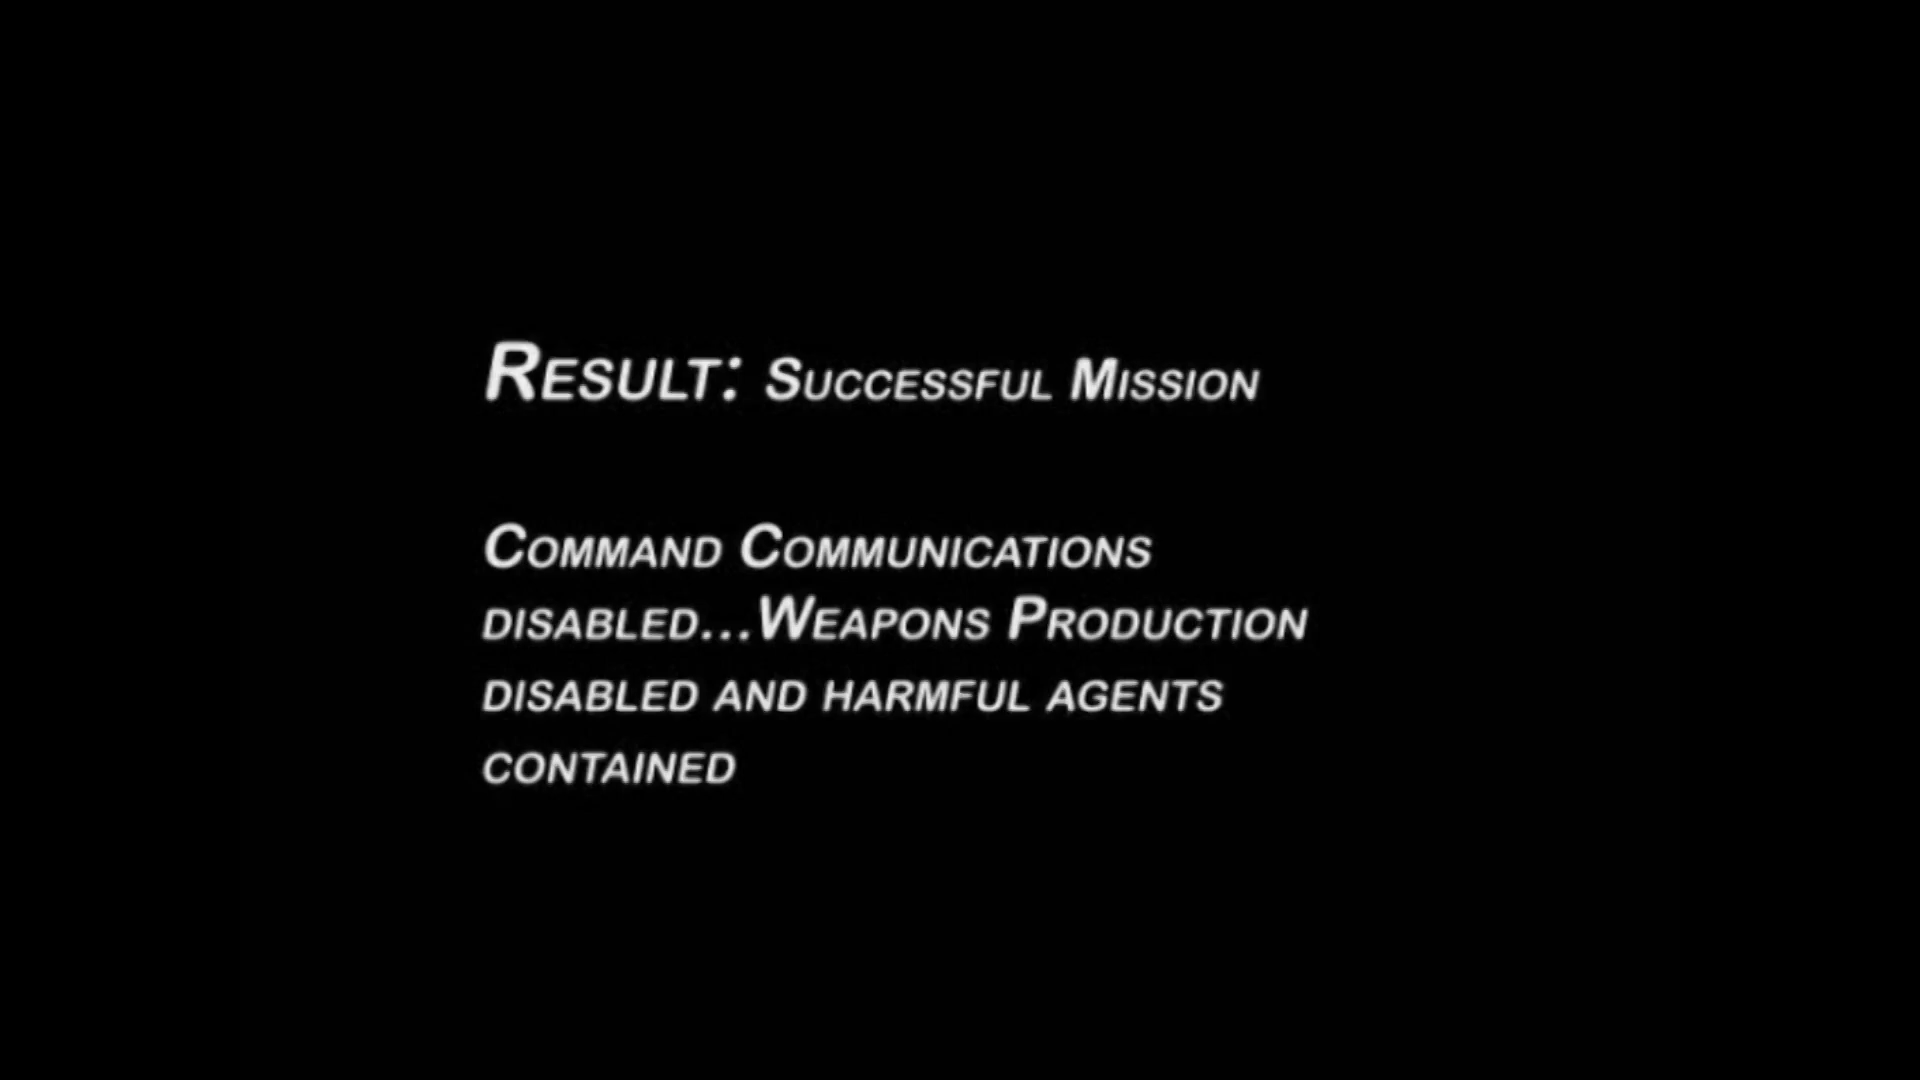 Result: Successful Mission
Command Communications
disabled...Weapons Production
disabled and harmful agents
contained